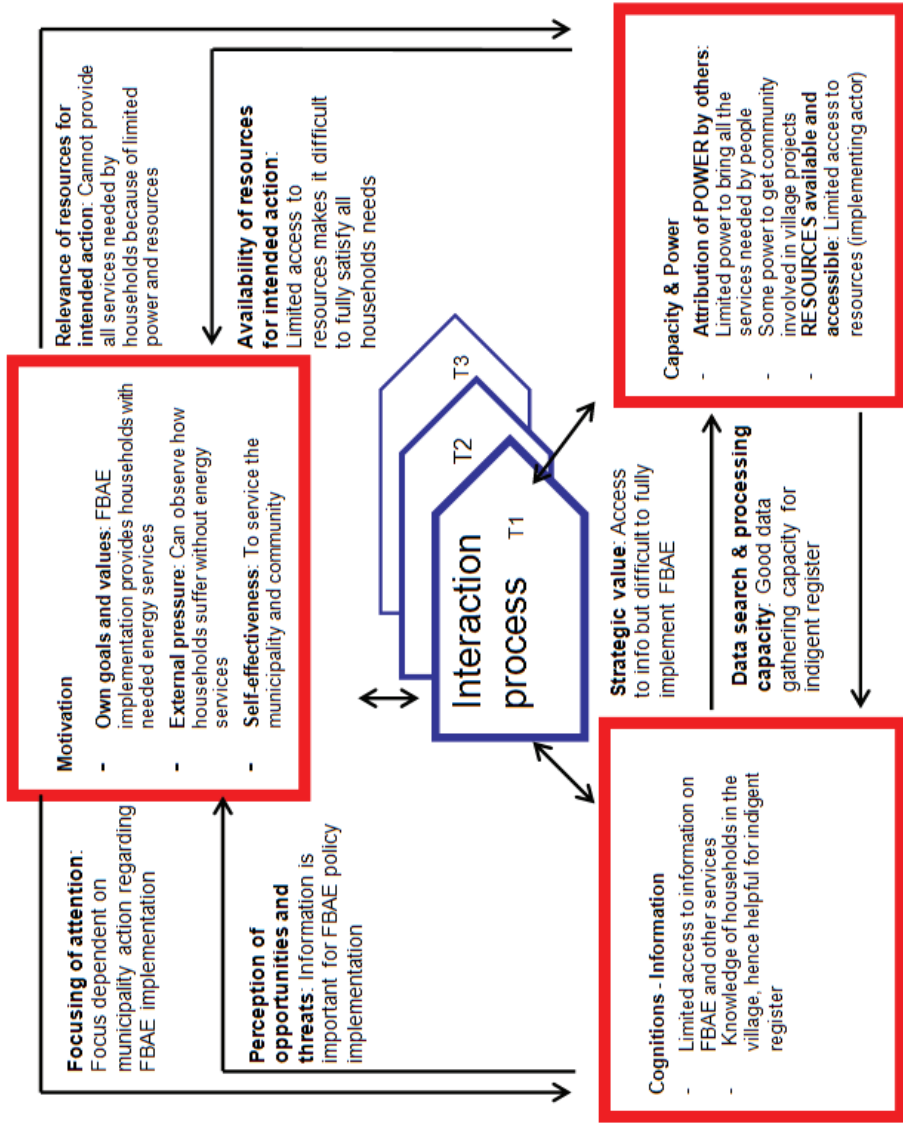 Focusing of attention:
Focus dependent on
municipality action regarding
FBAE implementation
Perception of
opportunities and
threats: Information is
important for FBAE policy
implementation
Motivation
- Own goals and values: FBAE
implementation provides households with
needed energy services
- External pressure: Can observe how
households suffer without energy
services
- Self-effectiveness: To service the
municipality and community
Relevance of resources for
intended action: Cannot provide
all services needed by
households because of limited
power and resources
Availability of resources
for intended action:
Limited access to
resources makes it difficult
to fully satisfy all
households needs
Interaction
process
T1
T2
T3
Cognitions - Information
- Limited access to information on
FBAE and other services
- Knowledge of households in the
village, hence helpful for indigent
register
Strategic value: Access
to info but difficult to fully
implement FBAE
Data search & processing
capacity: Good data
gathering capacity for
indigent register
Capacity & Power
- Attribution of POWER by others:
Limited power to bring all the
services needed by people
- Some power to get community
involved in village projects
- RESOURCES available and
accessible: Limited access to
resources (implementing actor)